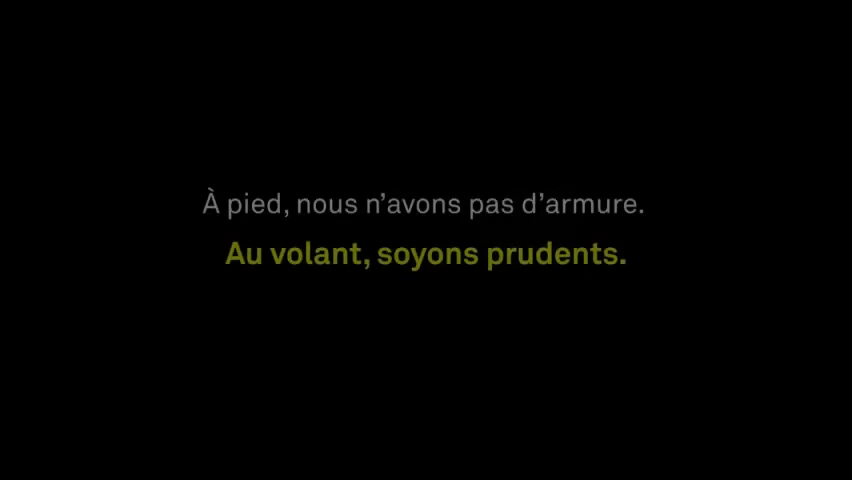 À pied, nous n’avons pas d’armure.
Au volant, soyons prudents.